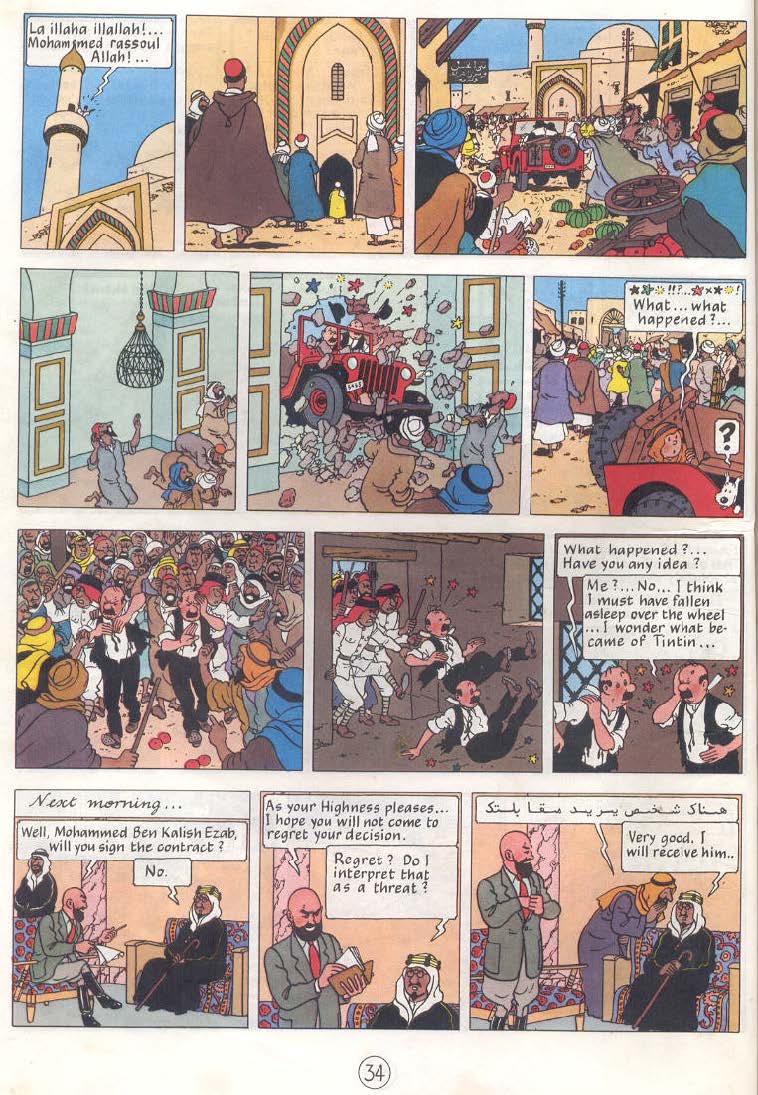 La illaha illallah!...
Mohammed rassoul
Allah!...
!!?...
What...what
happened?...
?
What happened?...
Have you any idea?
Me?...No... I think
I must have fallen
asleep over the wheel
...I wonder what be-
came of Tintin...
Next morning...
Well, Mohammed Ben Kalish Ezab,
will you sign the contract?
No.
As your Highness pleases...
I hope you will not come to
regret your decision.
Regret? Do I
interpret that
as a threat?
هناك شخص يريد مقا بلتك
Very good. I
will receive him..
34